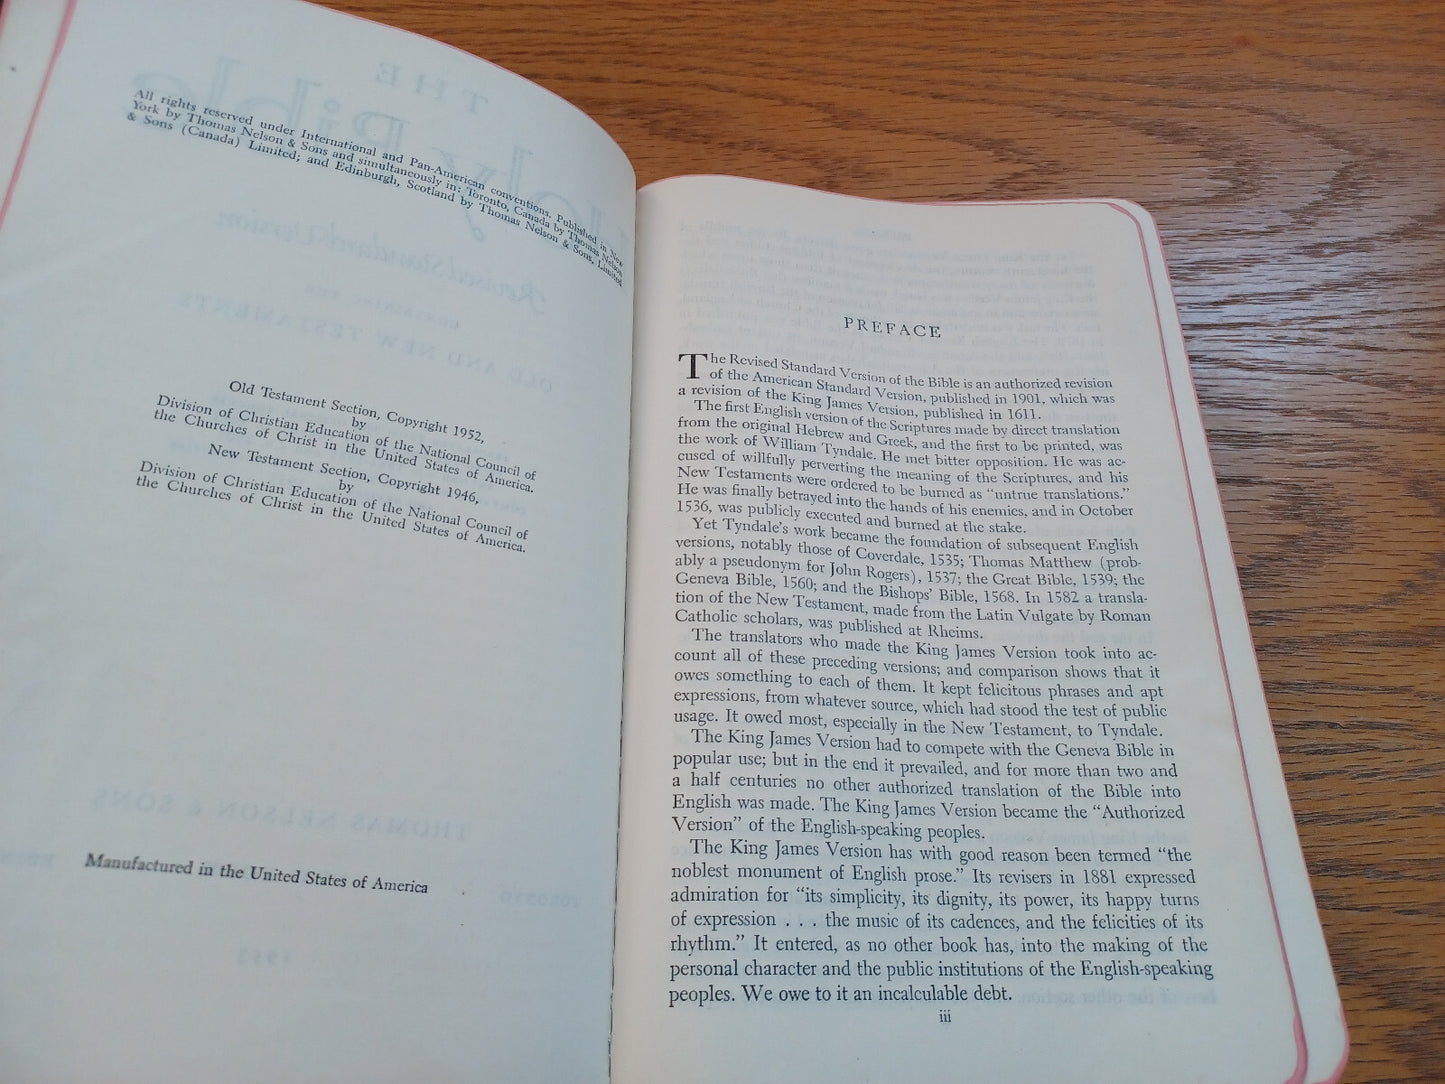 All rights reserved under International and Pan-American conventions. Published in New
York by Thomas Nelson & Sons and simultaneously in: Toronto, Canada by Thomas Nelson
& Sons (Canada) Limited; and Edinburgh, Scotland by Thomas Nelson & Sons, Limited
Old Testament Section, Copyright 1952,
by
Division of Christian Education of the National Council of
the Churches of Christ in the United States of America.
New Testament Section, Copyright 1946,
by
Division of Christian Education of the National Council of
the Churches of Christ in the United States of America.
Manufactured in the United States of America
THE
Holy Bible
Revised Standard Version
CONTAINING THE
OLD AND NEW TESTAMENTS
THOMAS NELSON & SONS
TORONTO
1953
PREFACE
The Revised Standard Version of the Bible is an authorized revision
of the American Standard Version, published in 1901, which was
a revision of the King James Version, published in 1611.
The first English version of the Scriptures made by direct translation
from the original Hebrew and Greek, and the first to be printed, was
the work of William Tyndale. He met bitter opposition. He was ac-
cused of willfully perverting the meaning of the Scriptures, and his
New Testaments were ordered to be burned as “untrue translations.”
He was finally betrayed into the hands of his enemies, and in October
1536, was publicly executed and burned at the stake.
Yet Tyndale’s work became the foundation of subsequent English
versions, notably those of Coverdale, 1535; Thomas Matthew (prob-
ably a pseudonym for John Rogers), 1537; the Great Bible, 1539; the
Geneva Bible, 1560; and the Bishops’ Bible, 1568. In 1582 a transla-
tion of the New Testament, made from the Latin Vulgate by Roman
Catholic scholars, was published at Rheims.
The translators who made the King James Version took into ac-
count all of these preceding versions; and comparison shows that it
owes something to each of them. It kept felicitous phrases and apt
expressions, from whatever source, which had stood the test of public
usage. It owed most, especially in the New Testament, to Tyndale.
The King James Version had to compete with the Geneva Bible in
popular use; but in the end it prevailed, and for more than two and
a half centuries no other authorized translation of the Bible into
English was made. The King James Version became the “Authorized
Version” of the English-speaking peoples.
The King James Version has with good reason been termed “the
noblest monument of English prose.” Its revisers in 1881 expressed
admiration for “its simplicity, its dignity, its power, its happy turns
of expression . . . the music of its cadences, and the felicities of its
rhythm.” It entered, as no other book has, into the making of the
personal character and the public institutions of the English-speaking
peoples. We owe to it an incalculable debt.
iii